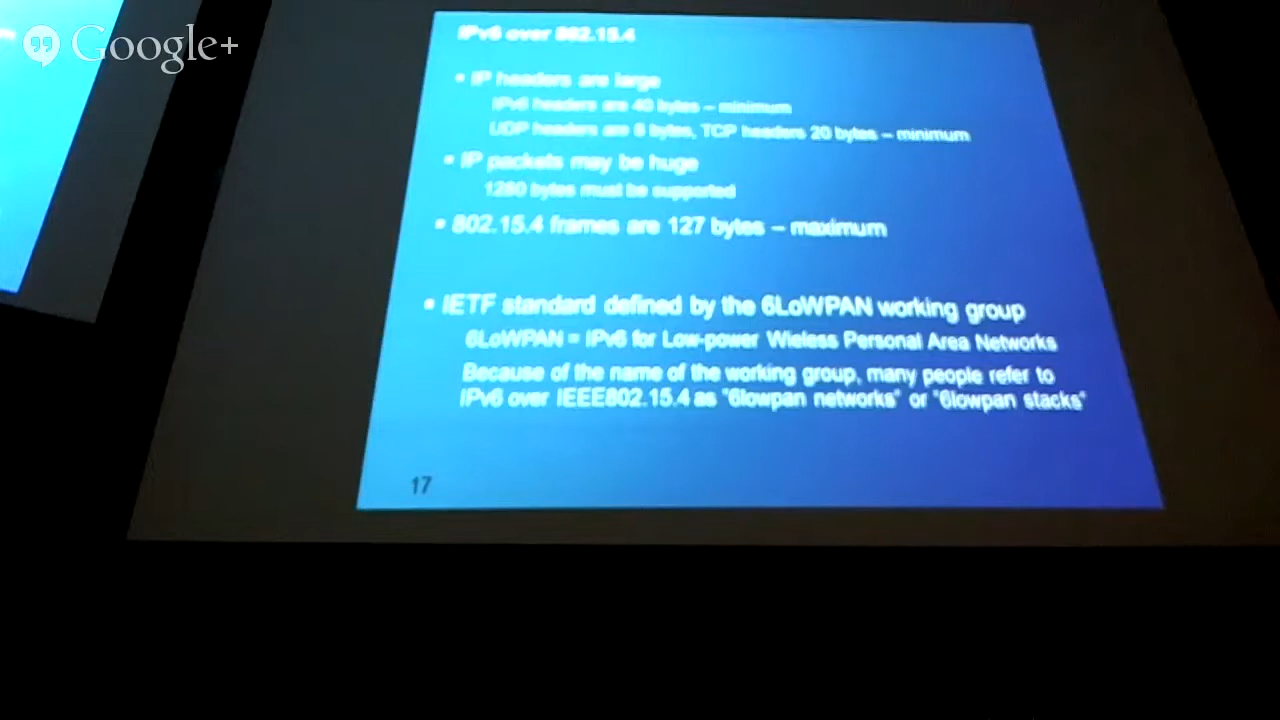 Google+
IPv6 over 802.15.4
• IP headers are large
IPv6 headers are 40 bytes – minimum
UDP headers are 8 bytes, TCP headers 20 bytes – minimum
• IP packets may be huge
1280 bytes must be supported
• 802.15.4 frames are 127 bytes – maximum
• IETF standard defined by the 6LoWPAN working group
6LoWPAN = IPv6 for Low-power Wieless Personal Area Networks
Because of the name of the working group, many people refer to
IPv6 over IEEE802.15.4 as "6lowpan networks" or "6lowpan stacks"
17